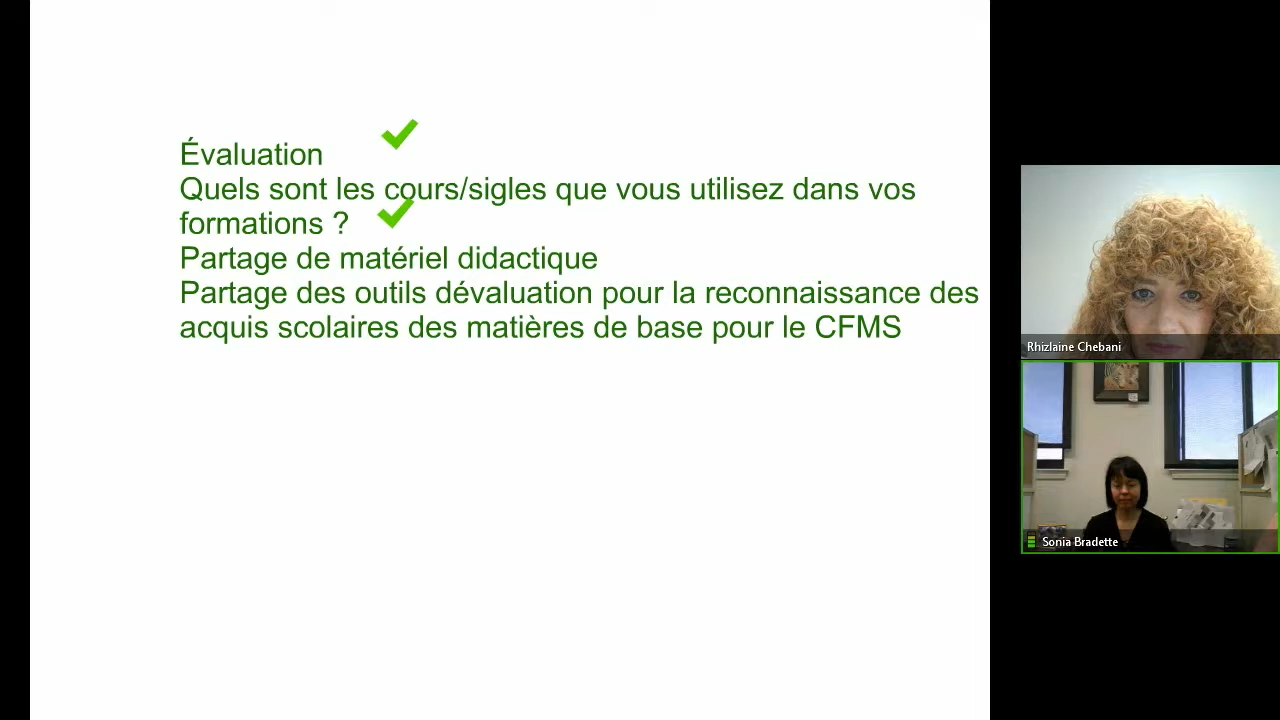 Évaluation
Quels sont les cours/sigles que vous utilisez dans vos
formations ?
Partage de matériel didactique
Partage des outils dévaluation pour la reconnaissance des
acquis scolaires des matières de base pour le CFMS
Rhizlaine Chebani
Sonia Bradette